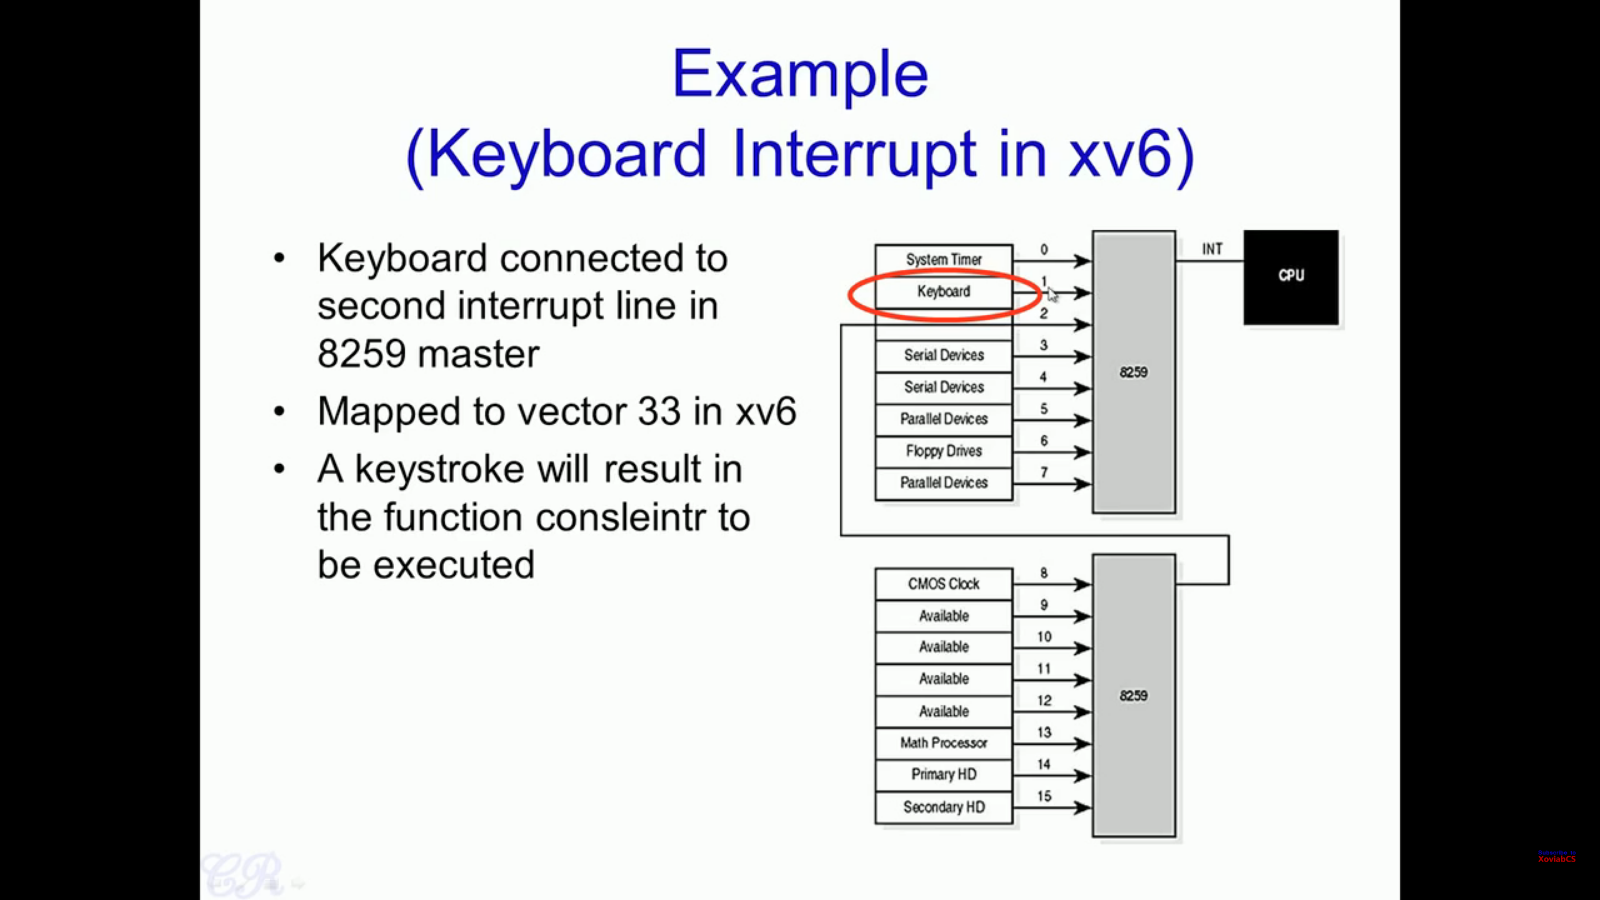 Example
(Keyboard Interrupt in xv6)
• Keyboard connected to
second interrupt line in
8259 master
• Mapped to vector 33 in xv6
• A keystroke will result in
the function consleintr to
be executed
System Timer
0
Keyboard
1
2
Serial Devices
3
Serial Devices
4
Parallel Devices
5
Floppy Drives
6
Parallel Devices
7
8259
INT
CPU
CMOS Clock
8
Available
9
Available
10
Available
11
Available
12
Math Processor
13
Primary HD
14
Secondary HD
15
8259
CR
XoviabCS